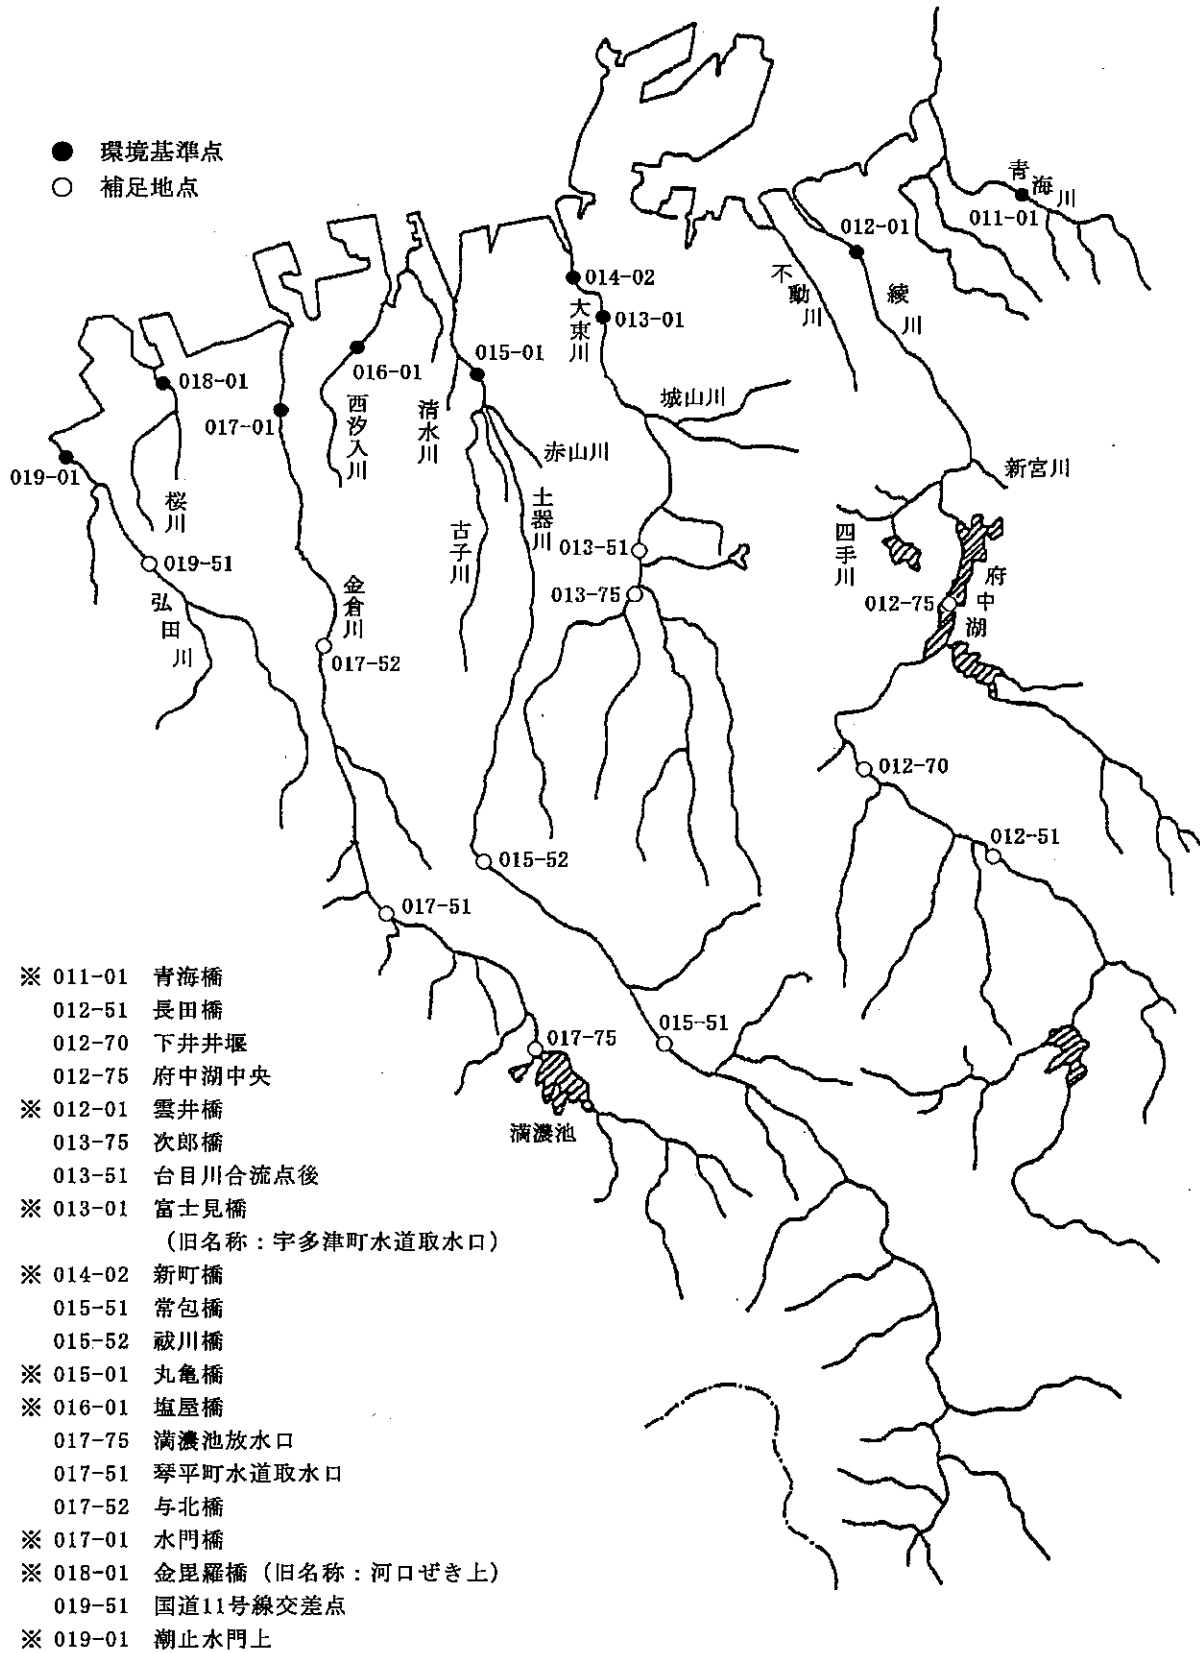 ● 環境基準点
○ 補足地点
青海川
011-01
012-01
不動川
綾川
014-02
大東川
013-01
015-01
016-01
018-01
017-01
西汐入川
清水川
城山川
赤山川
019-01
桜川
古子川
土器川
新宮川
四手川
013-51
019-51
弘田川
金倉川
013-75
012-75
府中湖
017-52
012-70
012-51
015-52
017-51
015-51
017-75
満濃池
※ 011-01 青海橋
012-51 長田橋
012-70 下井井堰
012-75 府中湖中央
※ 012-01 雲井橋
013-75 次郎橋
013-51 台目川合流点後
※ 013-01 富士見橋
（旧名称：宇多津町水道取水口）
※ 014-02 新町橋
015-51 常包橋
015-52 祓川橋
※ 015-01 丸亀橋
※ 016-01 塩屋橋
017-75 満濃池放水口
017-51 琴平町水道取水口
017-52 与北橋
※ 017-01 水門橋
※ 018-01 金毘羅橋（旧名称：河口ぜき上）
019-51 国道11号線交差点
※ 019-01 潮止水門上